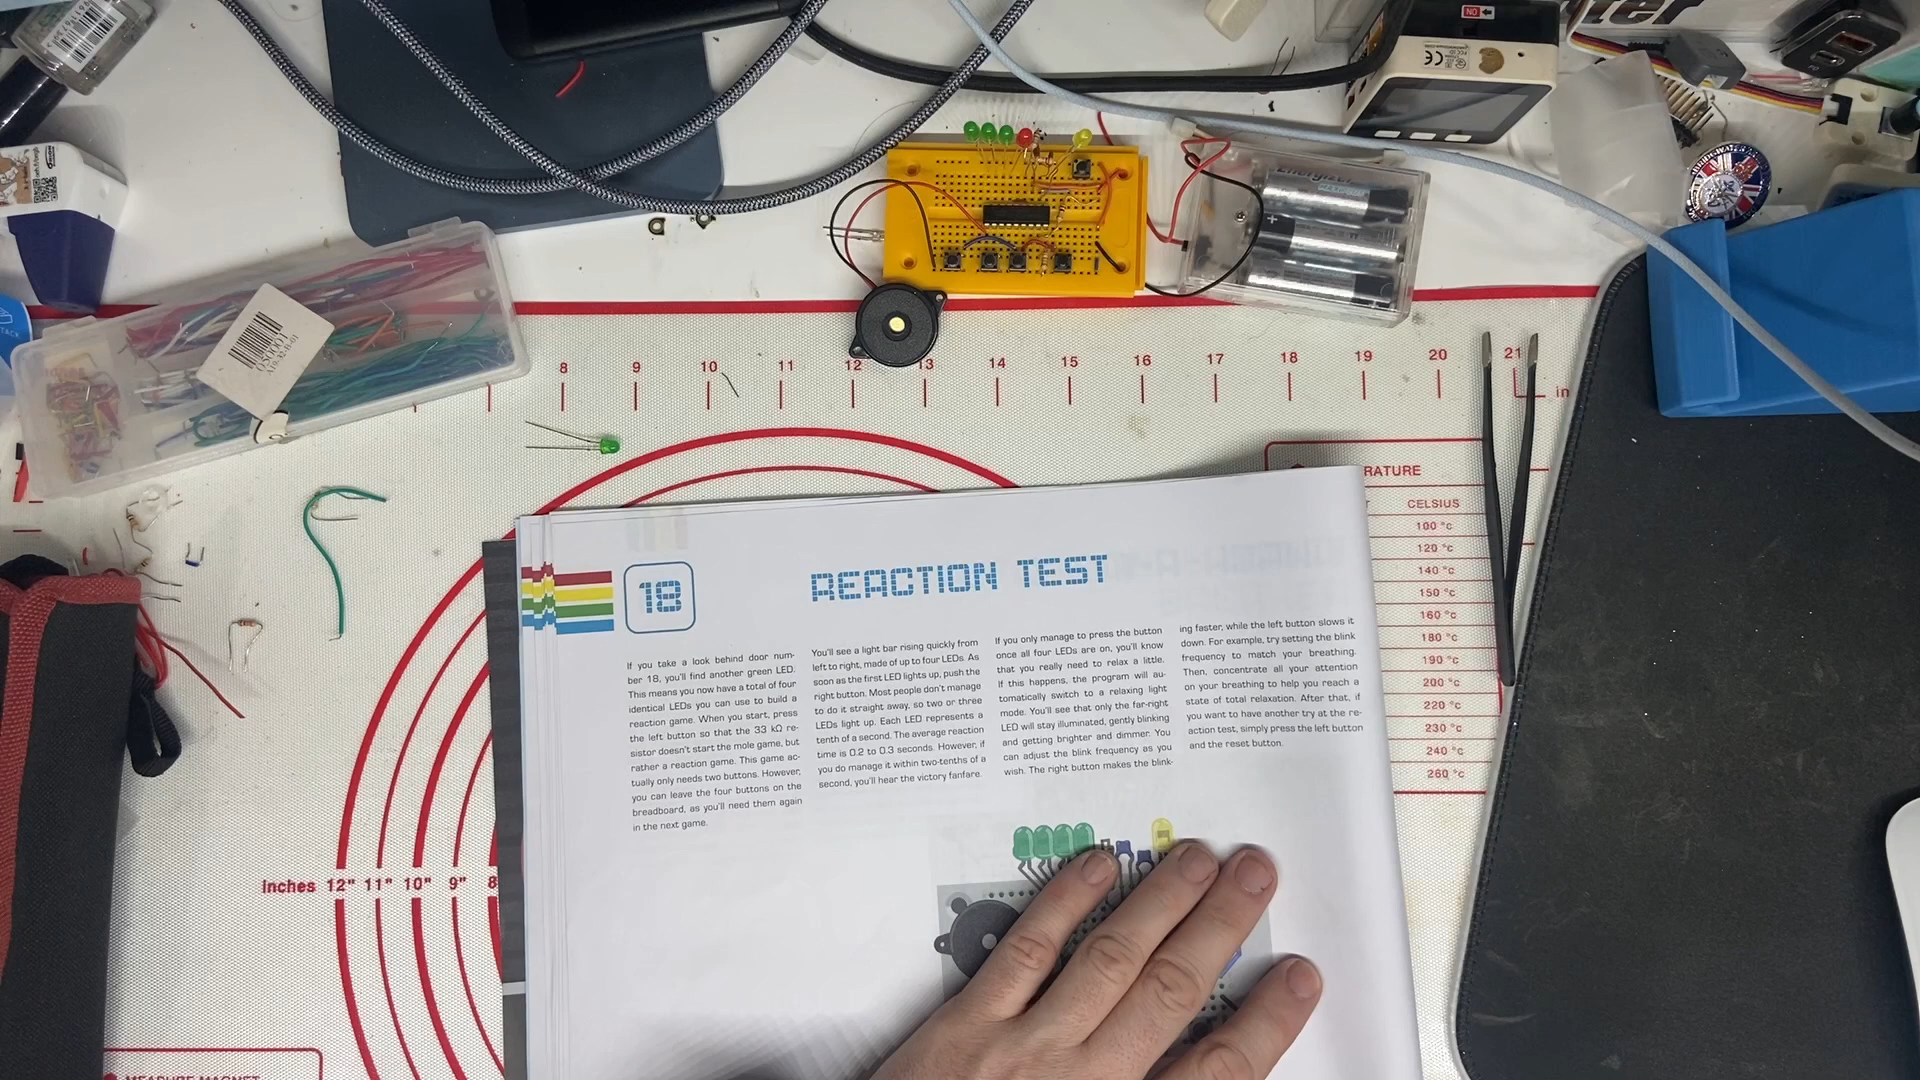 ON
CE
Energizer
QS0001
A19-32-B-01
8
9
10
11
12
13
14
15
16
17
18
19
20
21
in
RATURE
CELSIUS
100 °c
120 °c
140 °c
150 °c
160 °c
180 °c
190 °c
200 °c
220 °c
230 °c
240 °c
260 °c
18
REACTION TEST
If you take a look behind door num-
ber 18, you'll find another green LED.
This means you now have a total of four
identical LEDs you can use to build a
reaction game. When you start, press
the left button so that the 33 kΩ re-
sistor doesn't start the mole game, but
rather a reaction game. This game ac-
tually only needs two buttons. However,
you can leave the four buttons on the
breadboard, as you'll need them again
in the next game.
You'll see a light bar rising quickly from
left to right, made of up to four LEDs. As
soon as the first LED lights up, push the
right button. Most people don't manage
to do it straight away, so two or three
LEDs light up. Each LED represents a
tenth of a second. The average reaction
time is 0.2 to 0.3 seconds. However, if
you do manage it within two-tenths of a
second, you'll hear the victory fanfare.
If you only manage to press the button
once all four LEDs are on, you'll know
that you really need to relax a little.
If this happens, the program will au-
tomatically switch to a relaxing light
mode. You'll see that only the far-right
LED will stay illuminated, gently blinking
and getting brighter and dimmer. You
can adjust the blink frequency as you
wish. The right button makes the blink-
ing faster, while the left button slows it
down. For example, try setting the blink
frequency to match your breathing.
Then, concentrate all your attention
on your breathing to help you reach a
state of total relaxation. After that, if
you want to have another try at the re-
action test, simply press the left button
and the reset button.
inches 12" 11" 10" 9" 8
MEASURE MAGNET